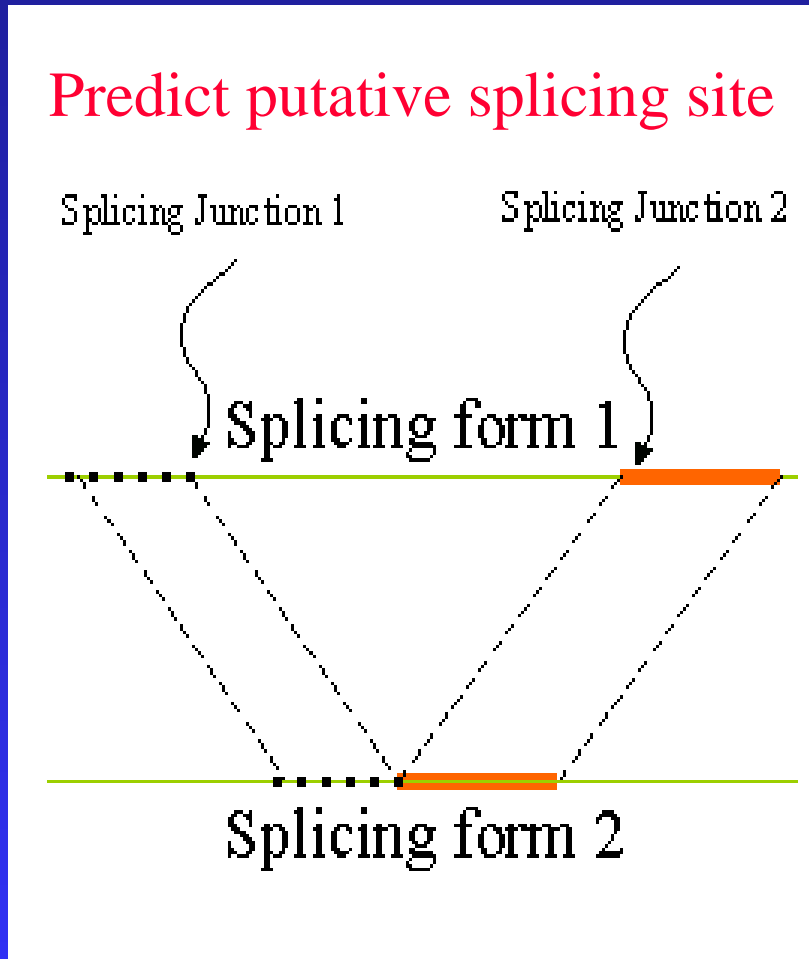 Predict putative splicing site
Splicing Junction 1
Splicing Junction 2
Splicing form 1
Splicing form 2